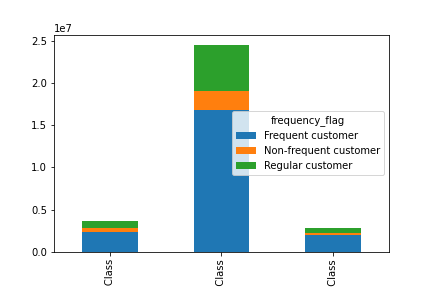 1e7
2.5
2.0
1.5
1.0
0.5
0.0
frequency_flag
Frequent customer
Non-frequent customer
Regular customer
Class
Class
Class